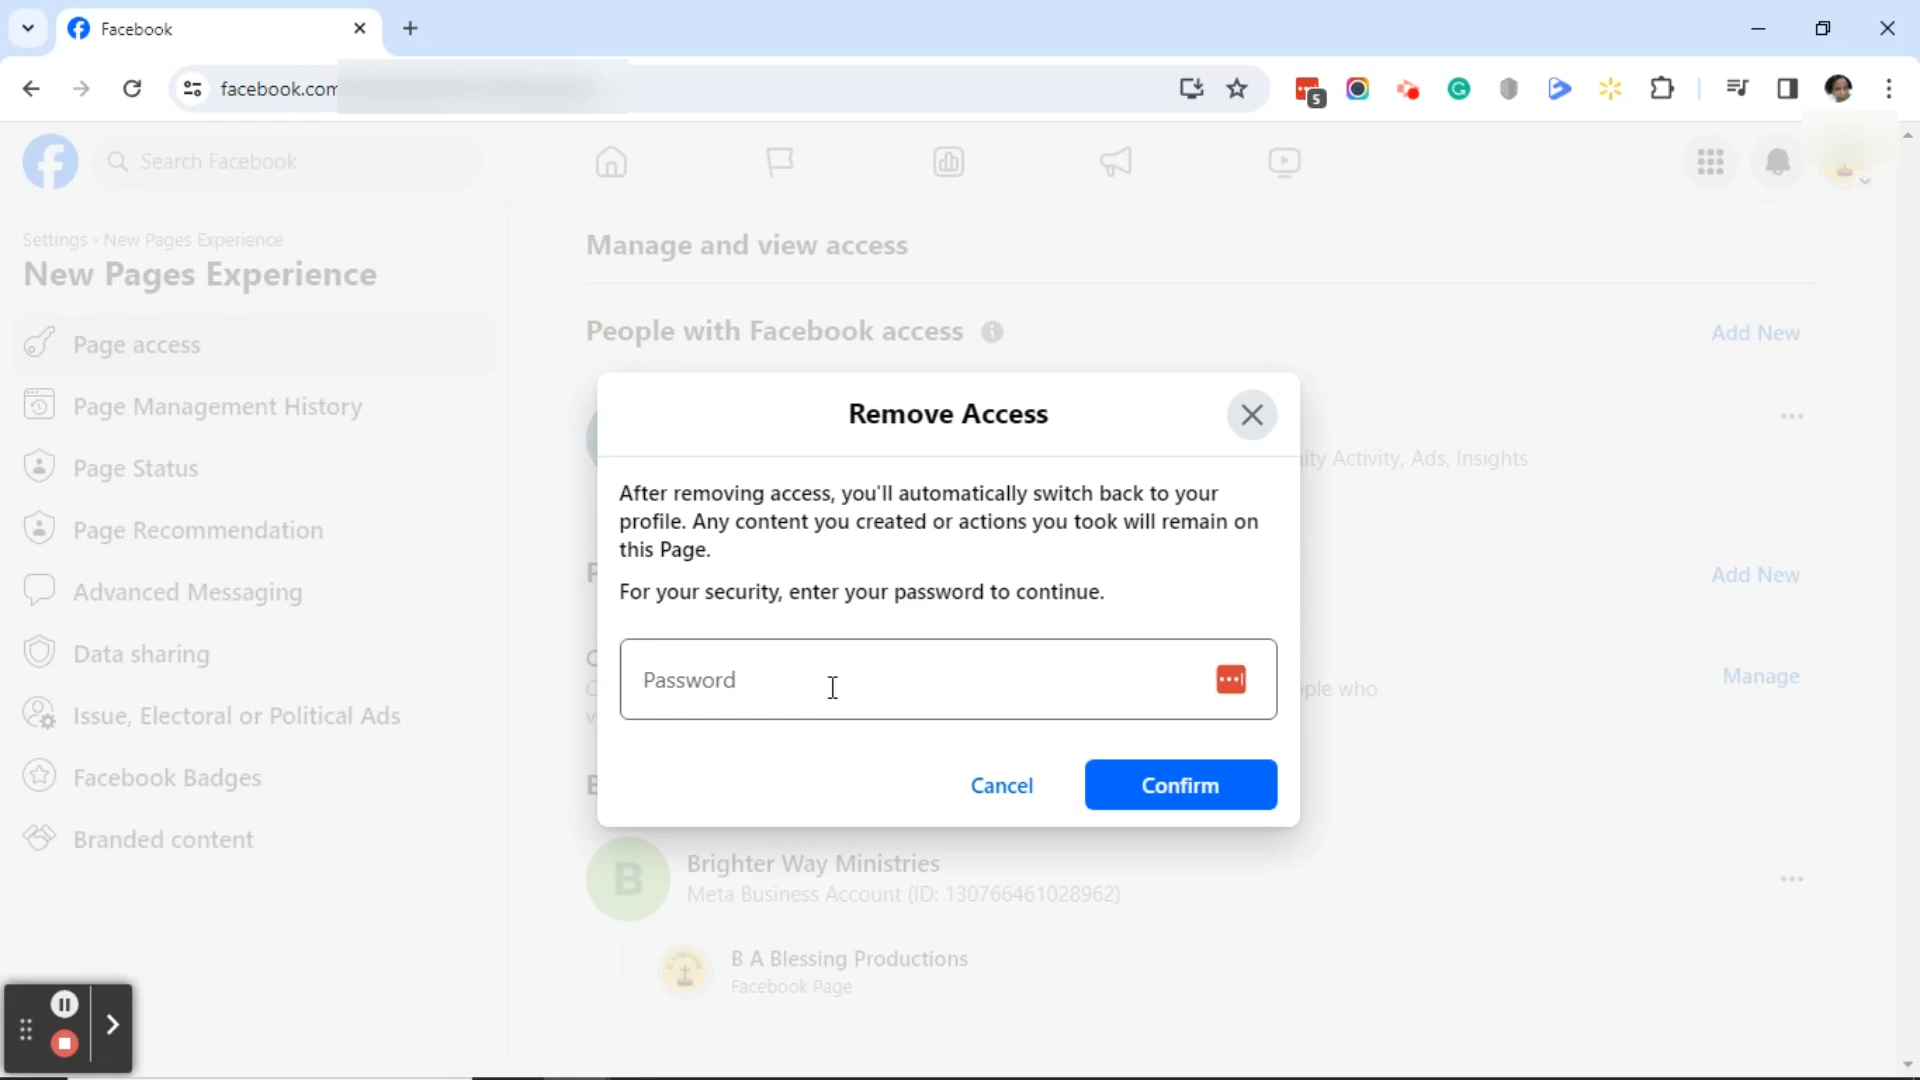 Facebook
facebook.com
5
Search Facebook
Settings › New Pages Experience
New Pages Experience
Page access
Page Management History
Page Status
Page Recommendation
Advanced Messaging
Data sharing
Issue, Electoral or Political Ads
Facebook Badges
Branded content
Manage and view access
People with Facebook access
Add New
ity Activity, Ads, Insights
Remove Access
After removing access, you'll automatically switch back to your
profile. Any content you created or actions you took will remain on
this Page.
For your security, enter your password to continue.
Password
Cancel
Confirm
Add New
Manage
ple who
Brighter Way Ministries
Meta Business Account (ID: 130766461028962)
B
B A Blessing Productions
Facebook Page